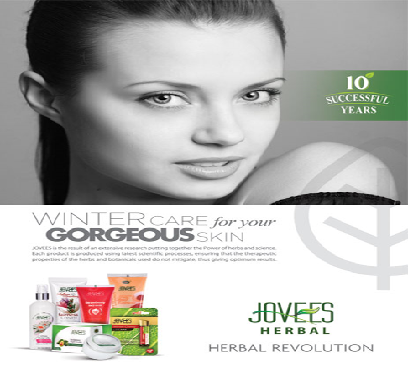 10
SUCCESSFUL
YEARS
WINTER CARE for your
GORGEOUS SKIN
JOVEES is the result of an extensive research putting together the Power of herbs and science.
Each product is produced using latest scientific processes, ensuring that the therapeutic
properties of the herbs and botanicals used do not mitigate, thus giving optimum results.
JOVEES
HERBAL
HERBAL REVOLUTION